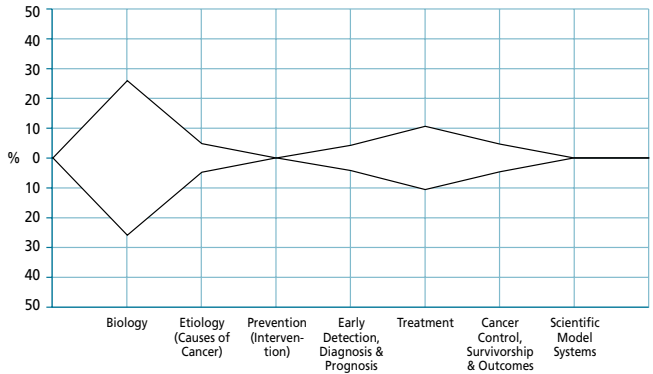 50
40
30
20
10
% 0
10
20
30
40
50
Biology
Etiology
(Causes of
Cancer)
Prevention
(Interven-
tion)
Early
Detection,
Diagnosis &
Prognosis
Treatment
Cancer
Control,
Survivorship
& Outcomes
Scientific
Model
Systems